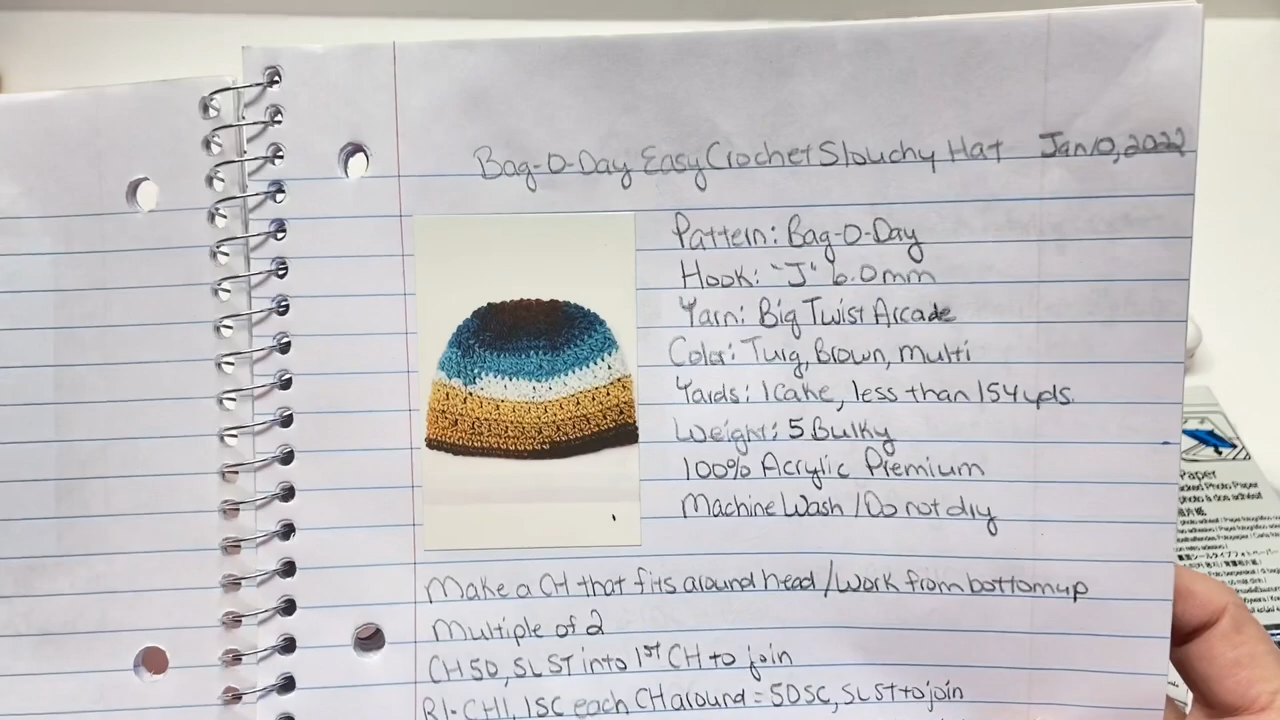 Bag-O-Day Easy Crochet Slouchy Hat Jan 10, 2022
Pattern: Bag-O-Day
Hook: "J" 6.0mm
Yarn: Big Twist Arcade
Color: Turq, Brown, multi
Yards: 1 Cake, less than 154 yds.
Weight: 5 Bulky
100% Acrylic Premium
Machine Wash / Do not dry
Make a CH that fits around head / work from bottom up
Multiple of 2
CH 50, SL ST into 1st CH to join
R1- CH1, 1SC each CH around = 50SC, SL ST to join
Paper